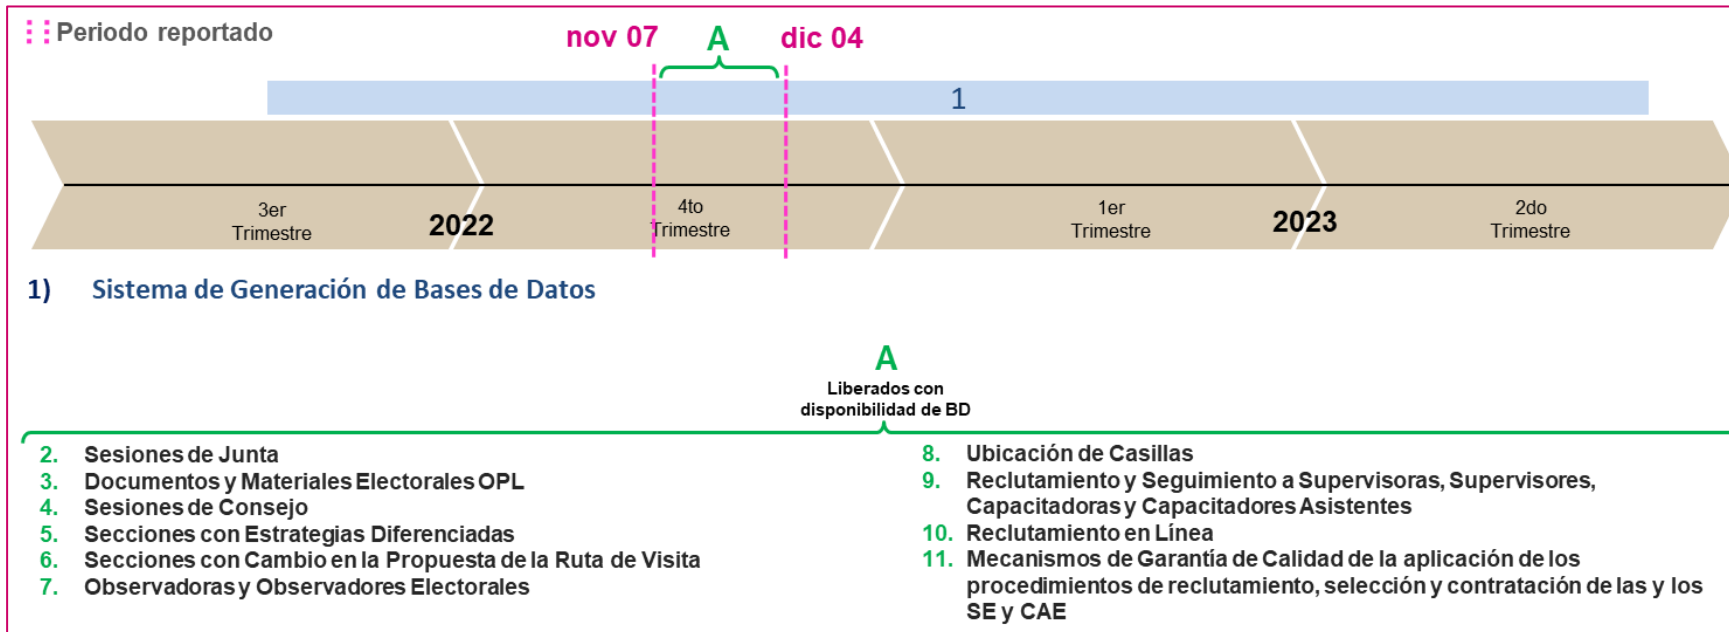 Periodo reportado
nov 07
A
dic 04
1
3er
Trimestre
2022
4to
Trimestre
1er
Trimestre
2023
2do
Trimestre
1) Sistema de Generación de Bases de Datos
A
Liberados con
disponibilidad de BD
2. Sesiones de Junta
3. Documentos y Materiales Electorales OPL
4. Sesiones de Consejo
5. Secciones con Estrategias Diferenciadas
6. Secciones con Cambio en la Propuesta de la Ruta de Visita
7. Observadoras y Observadores Electorales
8. Ubicación de Casillas
9. Reclutamiento y Seguimiento a Supervisoras, Supervisores,
Capacitadoras y Capacitadores Asistentes
10. Reclutamiento en Línea
11. Mecanismos de Garantía de Calidad de la aplicación de los
procedimientos de reclutamiento, selección y contratación de las y los
SE y CAE